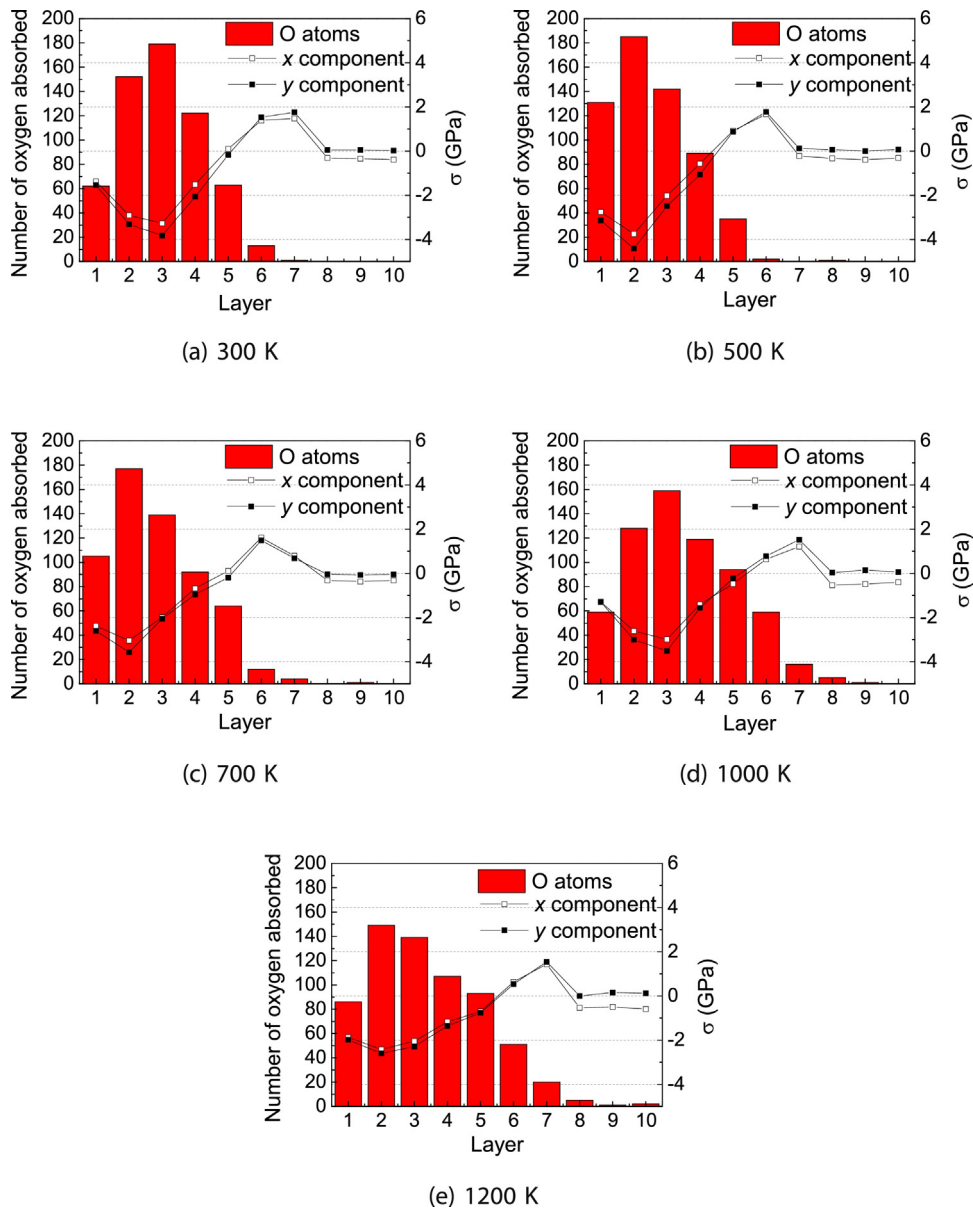 Number of oxygen absorbed
200
180
160
140
120
100
80
60
40
20
0
O atoms
x component
y component
6
4
2
0
-2
-4
σ (GPa)
1 2 3 4 5 6 7 8 9 10
Layer
(a) 300 K
Number of oxygen absorbed
200
180
160
140
120
100
80
60
40
20
0
O atoms
x component
y component
6
4
2
0
-2
-4
σ (GPa)
1 2 3 4 5 6 7 8 9 10
Layer
(b) 500 K
Number of oxygen absorbed
200
180
160
140
120
100
80
60
40
20
0
O atoms
x component
y component
6
4
2
0
-2
-4
σ (GPa)
1 2 3 4 5 6 7 8 9 10
Layer
(c) 700 K
Number of oxygen absorbed
200
180
160
140
120
100
80
60
40
20
0
O atoms
x component
y component
6
4
2
0
-2
-4
σ (GPa)
1 2 3 4 5 6 7 8 9 10
Layer
(d) 1000 K
Number of oxygen absorbed
200
180
160
140
120
100
80
60
40
20
0
O atoms
x component
y component
6
4
2
0
-2
-4
σ (GPa)
1 2 3 4 5 6 7 8 9 10
Layer
(e) 1200 K